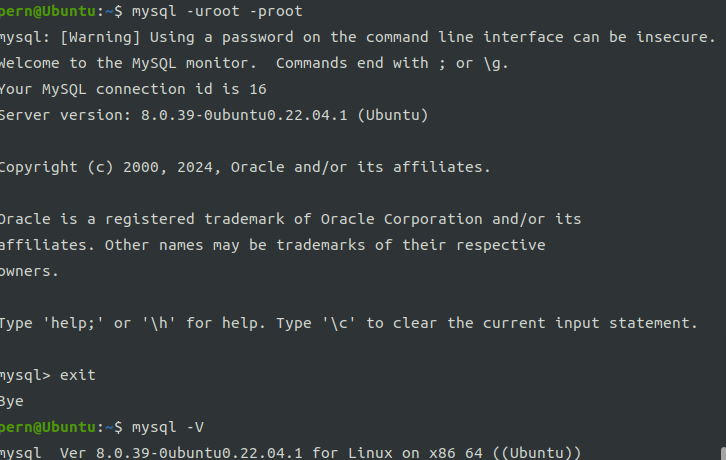 pern@Ubuntu:~$ mysql -uroot -proot
mysql: [Warning] Using a password on the command line interface can be insecure.
Welcome to the MySQL monitor.  Commands end with ; or \g.
Your MySQL connection id is 16
Server version: 8.0.39-0ubuntu0.22.04.1 (Ubuntu)
Copyright (c) 2000, 2024, Oracle and/or its affiliates.
Oracle is a registered trademark of Oracle Corporation and/or its
affiliates. Other names may be trademarks of their respective
owners.
Type 'help;' or '\h' for help. Type '\c' to clear the current input statement.
mysql> exit
Bye
pern@Ubuntu:~$ mysql -V
mysql  Ver 8.0.39-0ubuntu0.22.04.1 for Linux on x86_64 ((Ubuntu))